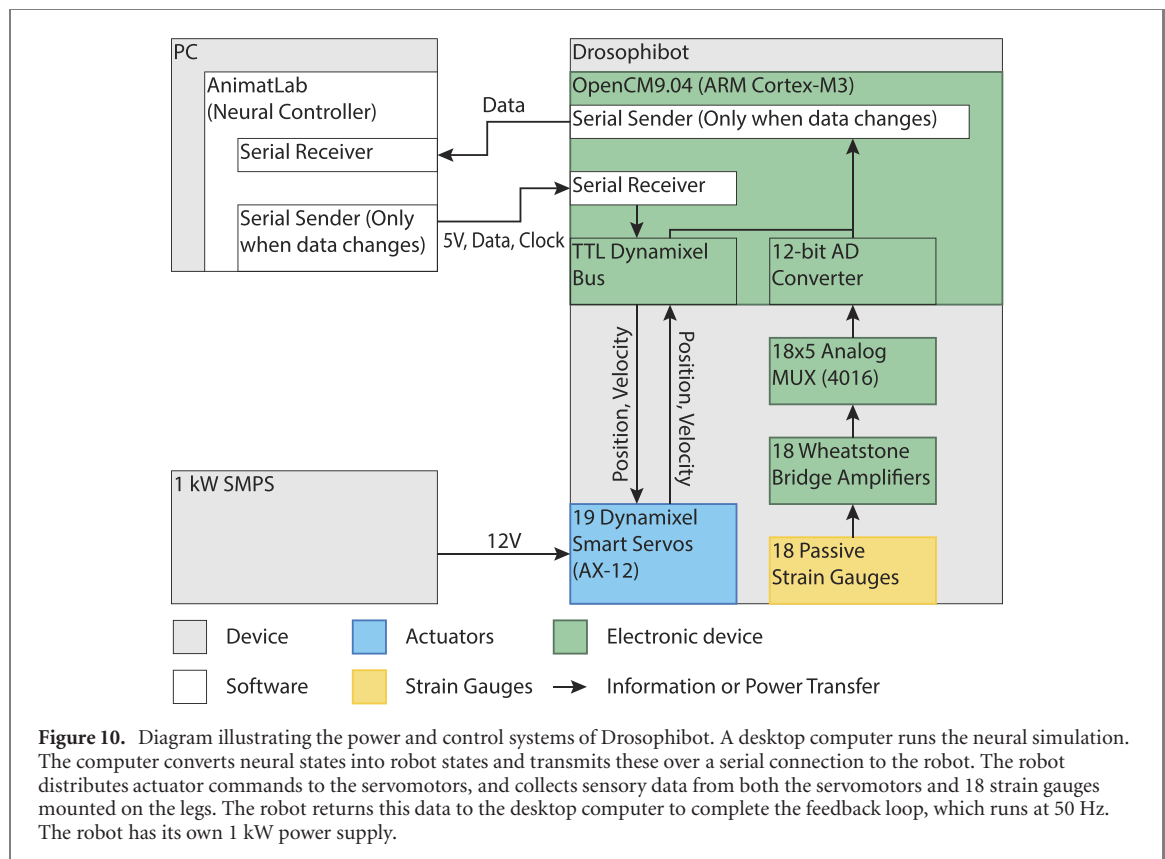 PC
AnimatLab
(Neural Controller)
Serial Receiver
Serial Sender (Only
when data changes)
Data
5V, Data, Clock
Drosophibot
OpenCM9.04 (ARM Cortex-M3)
Serial Sender (Only when data changes)
Serial Receiver
TTL Dynamixel
Bus
12-bit AD
Converter
Position, Velocity
Position, Velocity
18x5 Analog
MUX (4016)
18 Wheatstone
Bridge Amplifiers
1 kW SMPS
12V
19 Dynamixel
Smart Servos
(AX-12)
18 Passive
Strain Gauges
Device
Actuators
Electronic device
Software
Strain Gauges
Information or Power Transfer
Figure 10. Diagram illustrating the power and control systems of Drosophibot. A desktop computer runs the neural simulation.
The computer converts neural states into robot states and transmits these over a serial connection to the robot. The robot
distributes actuator commands to the servomotors, and collects sensory data from both the servomotors and 18 strain gauges
mounted on the legs. The robot returns this data to the desktop computer to complete the feedback loop, which runs at 50 Hz.
The robot has its own 1 kW power supply.